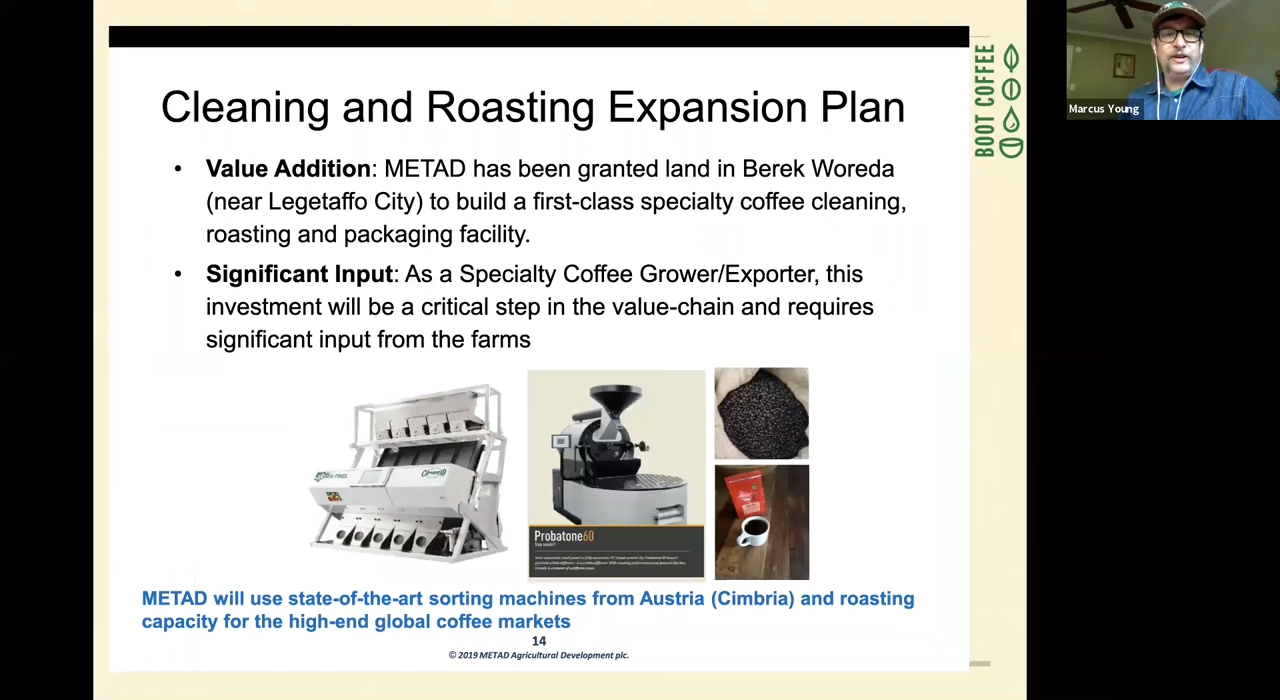 Cleaning and Roasting Expansion Plan
• Value Addition: METAD has been granted land in Berek Woreda
(near Legetaffo City) to build a first-class specialty coffee cleaning,
roasting and packaging facility.
• Significant Input: As a Specialty Coffee Grower/Exporter, this
investment will be a critical step in the value-chain and requires
significant input from the farms
CIMBRIA
Probatone60
METAD will use state-of-the-art sorting machines from Austria (Cimbria) and roasting
capacity for the high-end global coffee markets
14
© 2019 METAD Agricultural Development plc.
BOOT COFFEE
Marcus Young